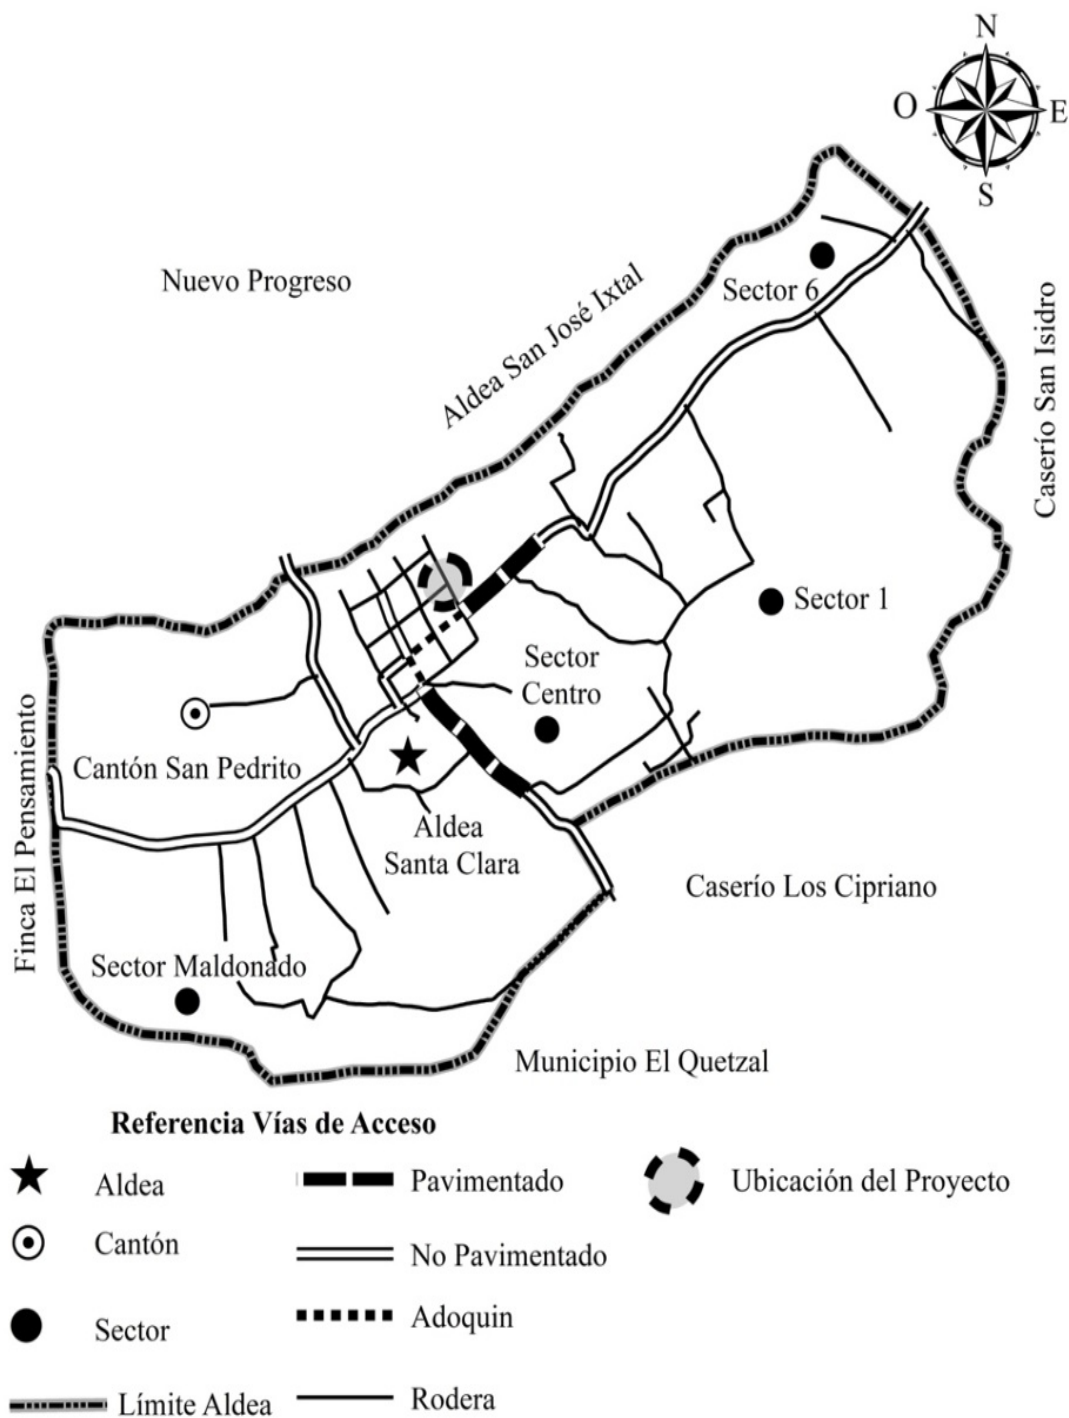 N
O
E
S
Nuevo Progreso
Aldea San José Ixtal
Sector 6
Caserío San Isidro
Sector 1
Sector
Centro
Finca El Pensamiento
Cantón San Pedrito
Aldea
Santa Clara
Caserío Los Cipriano
Sector Maldonado
Municipio El Quetzal
Referencia Vías de Acceso
Aldea
Pavimentado
Ubicación del Proyecto
Cantón
No Pavimentado
Sector
Adoquin
Límite Aldea
Rodera